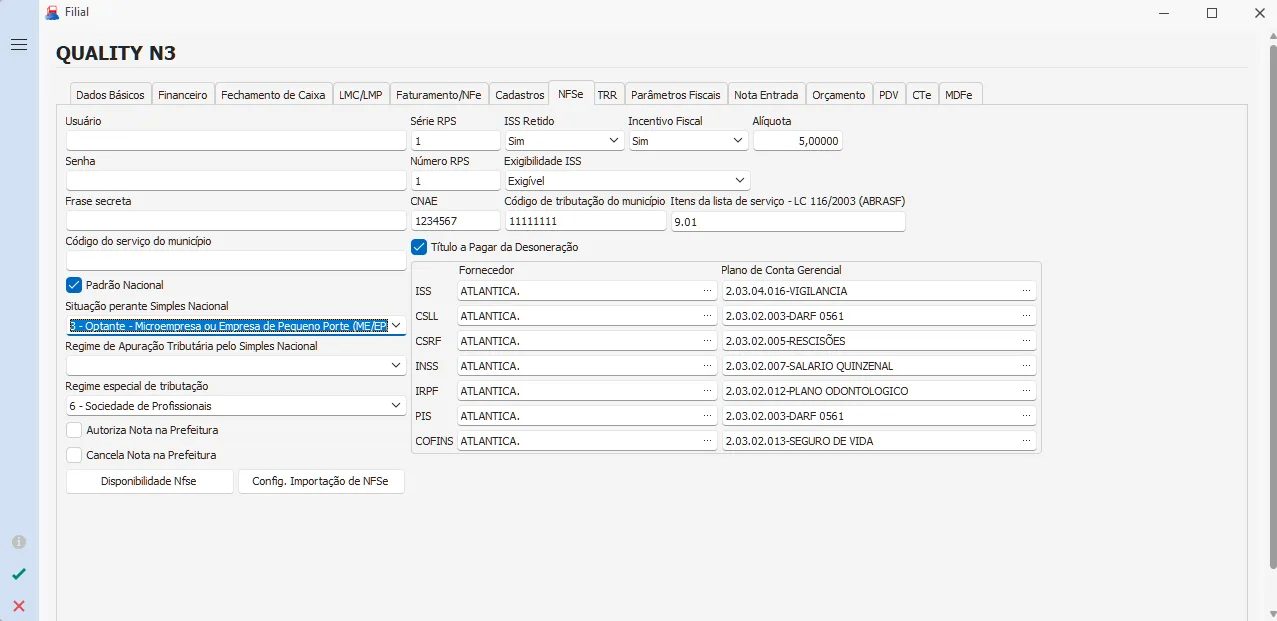 Filial
QUALITY N3
Dados Básicos Financeiro Fechamento de Caixa LMC/LMP Faturamento/NFe Cadastros NFSe TRR Parâmetros Fiscais Nota Entrada Orçamento PDV CTe MDFe
Usuário Série RPS ISS Retido Incentivo Fiscal Alíquota
1 Sim Sim 5,00000
Senha Número RPS Exigibilidade ISS
1 Exigível
Frase secreta CNAE Código de tributação do município Itens da lista de serviço - LC 116/2003 (ABRASF)
1234567 11111111 9.01
Código do serviço do município
Título a Pagar da Desoneração
Padrão Nacional
Situação perante Simples Nacional
3 - Optante - Microempresa ou Empresa de Pequeno Porte (ME/EP
Regime de Apuração Tributária pelo Simples Nacional
Regime especial de tributação
6 - Sociedade de Profissionais
Autoriza Nota na Prefeitura
Cancela Nota na Prefeitura
Disponibilidade Nfse Config. Importação de NFSe
Fornecedor Plano de Conta Gerencial
ISS ATLANTICA. ... 2.03.04.016-VIGILANCIA ...
CSLL ATLANTICA. ... 2.03.02.003-DARF 0561 ...
CSRF ATLANTICA. ... 2.03.02.005-RESCISÕES ...
INSS ATLANTICA. ... 2.03.02.007-SALARIO QUINZENAL ...
IRPF ATLANTICA. ... 2.03.02.012-PLANO ODONTOLOGICO ...
PIS ATLANTICA. ... 2.03.02.003-DARF 0561 ...
COFINS ATLANTICA. ... 2.03.02.013-SEGURO DE VIDA ...